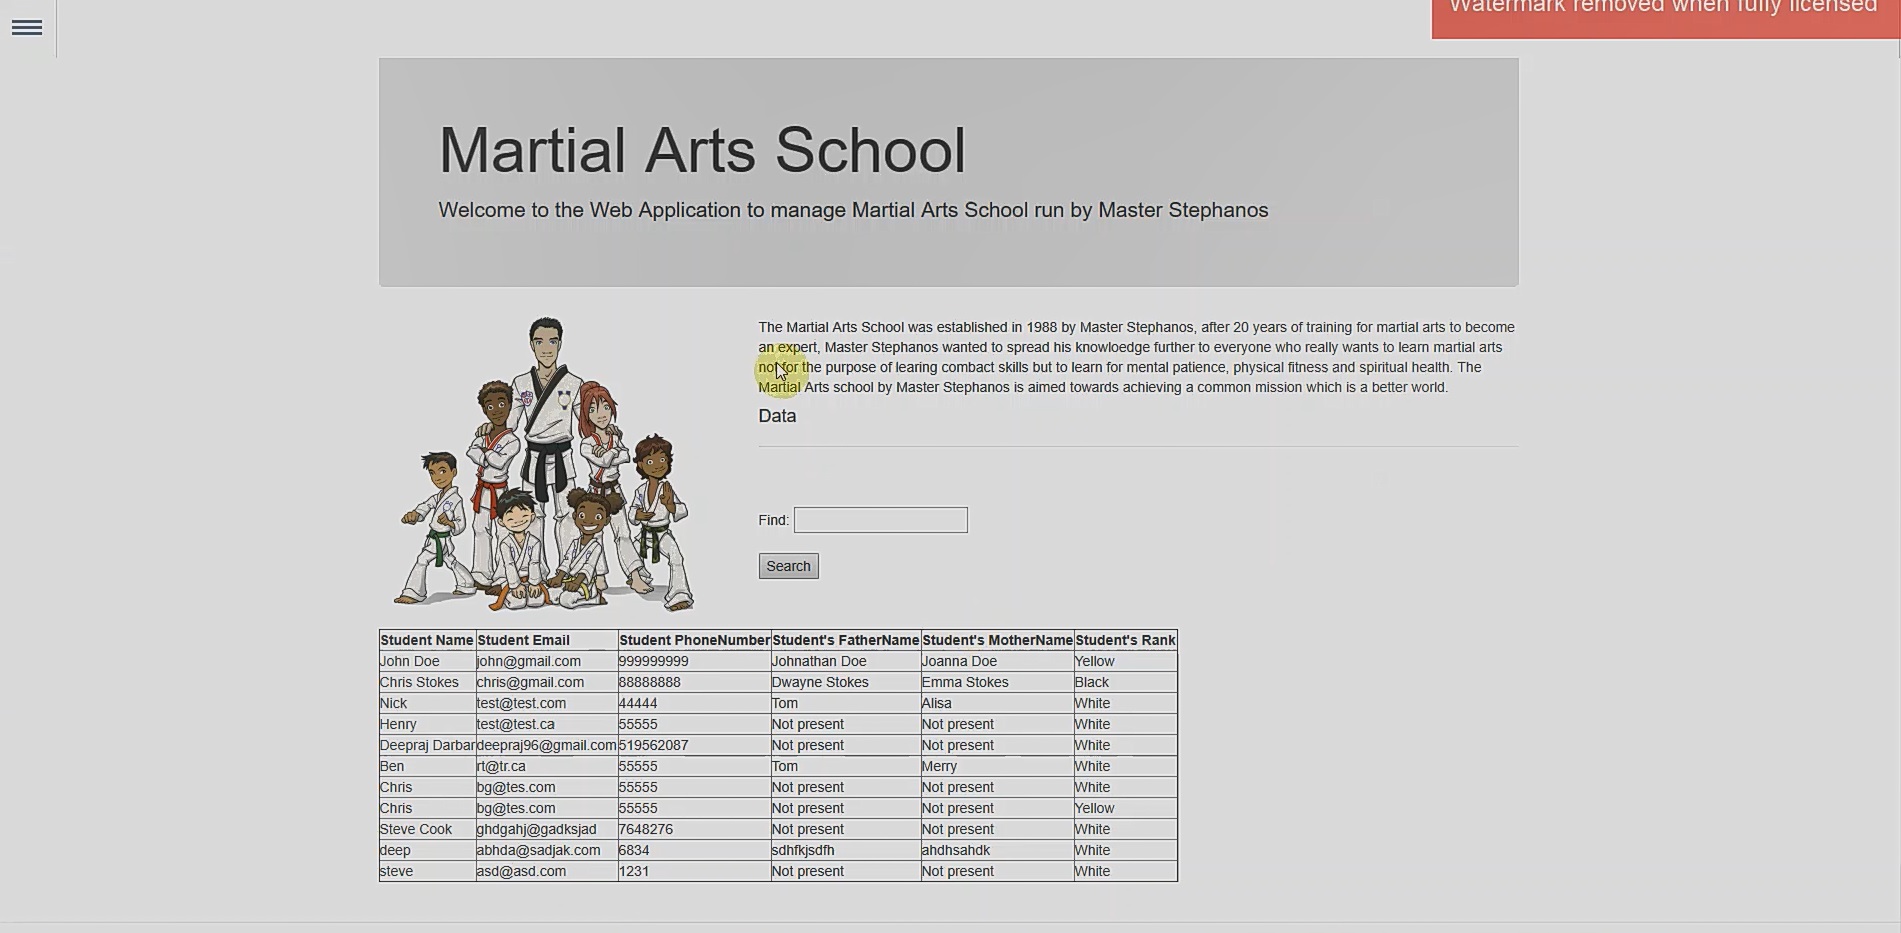 Watermark removed when fully licensed
Martial Arts School
Welcome to the Web Application to manage Martial Arts School run by Master Stephanos
The Martial Arts School was established in 1988 by Master Stephanos, after 20 years of training for martial arts to become
an expert, Master Stephanos wanted to spread his knowloedge further to everyone who really wants to learn martial arts
not for the purpose of learing combact skills but to learn for mental patience, physical fitness and spiritual health. The
Martial Arts school by Master Stephanos is aimed towards achieving a common mission which is a better world.
Data
Find:
Search
Student Name Student Email Student PhoneNumber Student's FatherName Student's MotherName Student's Rank
John Doe john@gmail.com 999999999 Johnathan Doe Joanna Doe Yellow
Chris Stokes chris@gmail.com 88888888 Dwayne Stokes Emma Stokes Black
Nick test@test.com 44444 Tom Alisa White
Henry test@test.ca 55555 Not present Not present White
Deepraj Darbar deepraj96@gmail.com 519562087 Not present Not present White
Ben rt@tr.ca 55555 Tom Merry White
Chris bg@tes.com 55555 Not present Not present White
Chris bg@tes.com 55555 Not present Not present Yellow
Steve Cook ghdgahj@gadksjad 7648276 Not present Not present White
deep abhda@sadjak.com 6834 sdhfkjsdfh ahdhsahdk White
steve asd@asd.com 1231 Not present Not present White